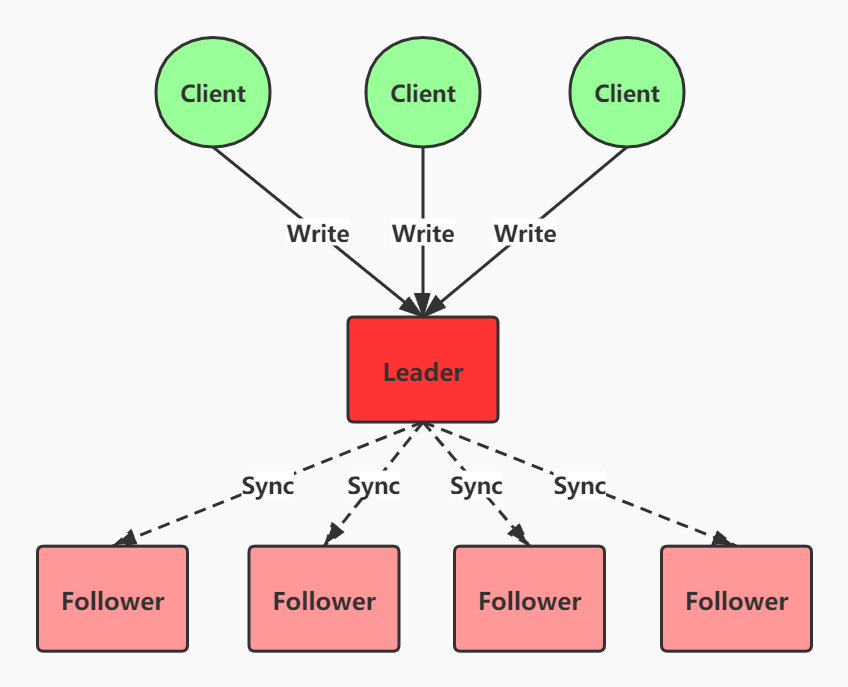 Client
Client
Client
Write
Write
Write
Leader
Sync
Sync
Sync
Sync
Follower
Follower
Follower
Follower